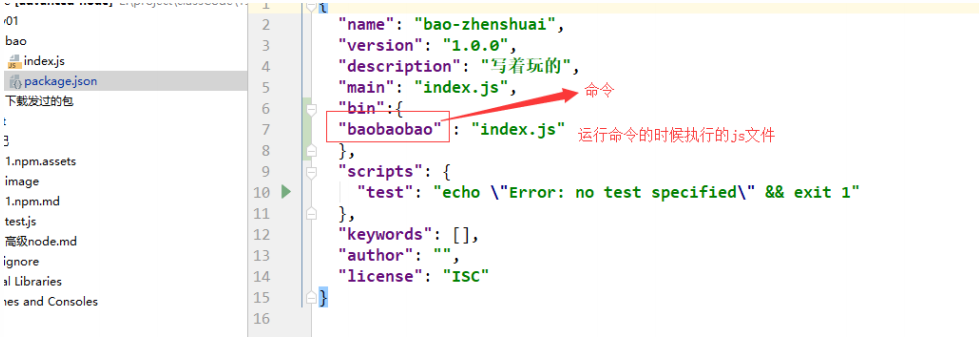 v01
bao
index.js
package.json
下载发过的包
1.npm.assets
image
1.npm.md
test.js
高级node.md
ignore
al Libraries
nes and Consoles
1 {
2 "name": "bao-zhenshuai",
3 "version": "1.0.0",
4 "description": "写着玩的",
5 "main": "index.js",
6 "bin":{
命令
7 "baobaobao" : "index.js"
运行命令的时候执行的js文件
8 },
9 "scripts": {
10 "test": "echo \"Error: no test specified\" && exit 1"
11 },
12 "keywords": [],
13 "author": "",
14 "license": "ISC"
15 }
16